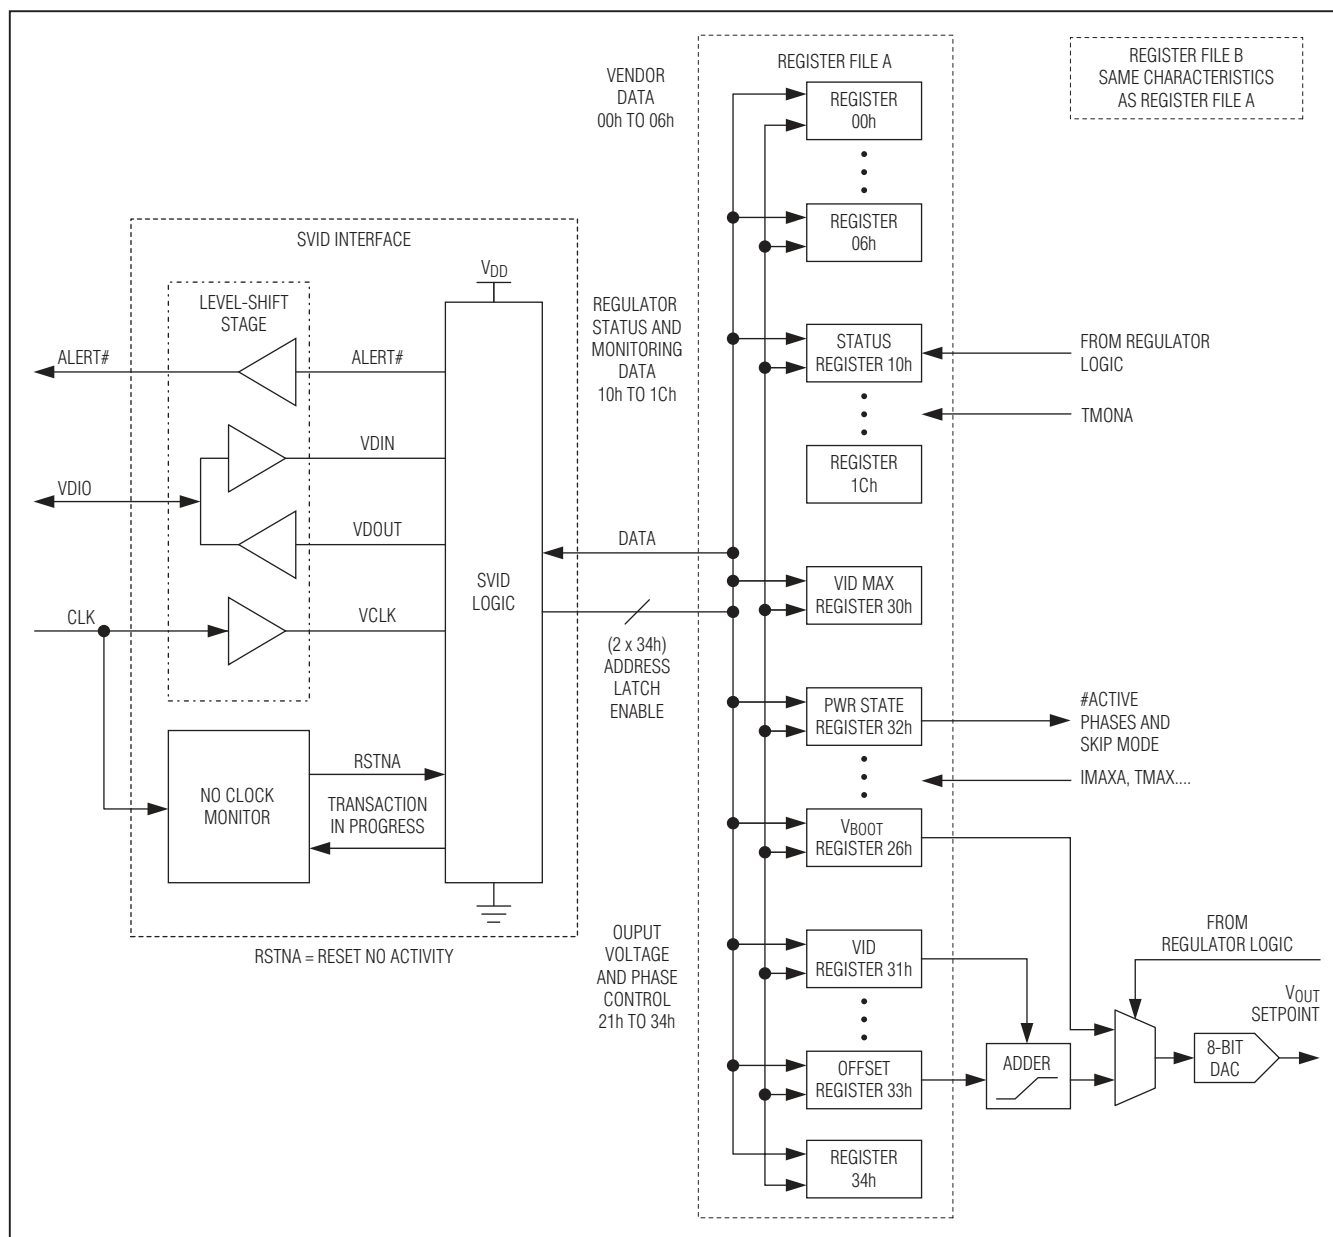 REGISTER FILE A
REGISTER FILE B
SAME CHARACTERISTICS
AS REGISTER FILE A
VENDOR
DATA
00h TO 06h
REGISTER
00h
REGISTER
06h
SVID INTERFACE
LEVEL-SHIFT
STAGE
VDD
ALERT#
ALERT#
VDIN
VDIO
VDOUT
CLK
VCLK
SVID
LOGIC
NO CLOCK
MONITOR
RSTNA
TRANSACTION
IN PROGRESS
RSTNA = RESET NO ACTIVITY
REGULATOR
STATUS AND
MONITORING
DATA
10h TO 1Ch
STATUS
REGISTER 10h
FROM REGULATOR
LOGIC
TMONA
REGISTER
1Ch
DATA
(2 x 34h)
ADDRESS
LATCH
ENABLE
VID MAX
REGISTER 30h
PWR STATE
REGISTER 32h
#ACTIVE
PHASES AND
SKIP MODE
IMAXA, TMAX....
VBOOT
REGISTER 26h
OUPUT
VOLTAGE
AND PHASE
CONTROL
21h TO 34h
VID
REGISTER 31h
FROM
REGULATOR LOGIC
OFFSET
REGISTER 33h
ADDER
8-BIT
DAC
VOUT
SETPOINT
REGISTER
34h